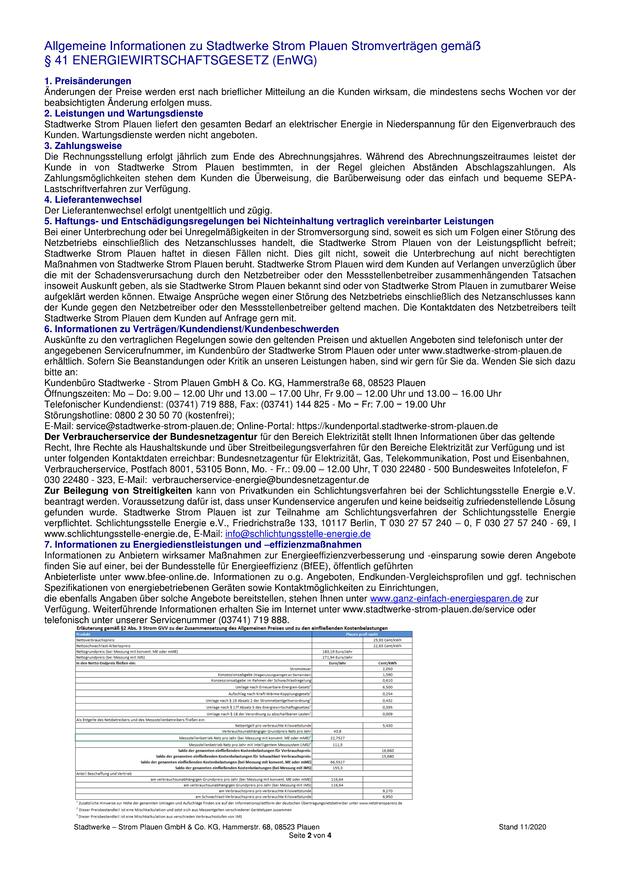 Allgemeine Informationen zu Stadtwerke Strom Plauen Stromverträgen gemäß
§ 41 ENERGIEWIRTSCHAFTSGESETZ (EnWG)
1. Preisänderungen
Änderungen der Preise werden erst nach brieflicher Mitteilung an die Kunden wirksam, die mindestens sechs Wochen vor der
beabsichtigten Änderung erfolgen muss.
2. Leistungen und Wartungsdienste
Stadtwerke Strom Plauen liefert den gesamten Bedarf an elektrischer Energie in Niederspannung für den Eigenverbrauch des
Kunden. Wartungsdienste werden nicht angeboten.
3. Zahlungsweise
Die Rechnungsstellung erfolgt jährlich zum Ende des Abrechnungsjahres. Während des Abrechnungszeitraumes leistet der
Kunde in von Stadtwerke Strom Plauen bestimmten, in der Regel gleichen Abständen Abschlagszahlungen. Als
Zahlungsmöglichkeiten stehen dem Kunden die Überweisung, die Barüberweisung oder das einfach und bequeme SEPA-
Lastschriftverfahren zur Verfügung.
4. Lieferantenwechsel
Der Lieferantenwechsel erfolgt unentgeltlich und zügig.
5. Haftungs- und Entschädigungsregelungen bei Nichteinhaltung vertraglich vereinbarter Leistungen
Bei einer Unterbrechung oder bei Unregelmäßigkeiten in der Stromversorgung sind, soweit es sich um Folgen einer Störung des
Netzbetriebs einschließlich des Netzanschlusses handelt, die Stadtwerke Strom Plauen von der Leistungspflicht befreit;
Stadtwerke Strom Plauen haftet in diesen Fällen nicht. Dies gilt nicht, soweit die Unterbrechung auf nicht berechtigten
Maßnahmen von Stadtwerke Strom Plauen beruht. Stadtwerke Strom Plauen wird dem Kunden auf Verlangen unverzüglich über
die mit der Schadensverursachung durch den Netzbetreiber oder den Messstellenbetreiber zusammenhängenden Tatsachen
insoweit Auskunft geben, als sie Stadtwerke Strom Plauen bekannt sind oder von Stadtwerke Strom Plauen in zumutbarer Weise
aufgeklärt werden können. Etwaige Ansprüche wegen einer Störung des Netzbetriebs einschließlich des Netzanschlusses kann
der Kunde gegen den Netzbetreiber oder den Messstellenbetreiber geltend machen. Die Kontaktdaten des Netzbetreibers teilt
Stadtwerke Strom Plauen dem Kunden auf Anfrage gern mit.
6. Informationen zu Verträgen/Kundendienst/Kundenbeschwerden
Auskünfte zu den vertraglichen Regelungen sowie den geltenden Preisen und aktuellen Angeboten sind telefonisch unter der
angegebenen Servicerufnummer, im Kundenbüro der Stadtwerke Strom Plauen oder unter www.stadtwerke-strom-plauen.de
erhältlich. Sofern Sie Beanstandungen oder Kritik an unseren Leistungen haben, sind wir gern für Sie da. Wenden Sie sich dazu
bitte an:
Kundenbüro Stadtwerke - Strom Plauen GmbH & Co. KG, Hammerstraße 68, 08523 Plauen
Öffnungszeiten: Mo – Do: 9.00 – 12.00 Uhr und 13.00 – 17.00 Uhr, Fr 9.00 – 12.00 Uhr und 13.00 – 16.00 Uhr
Telefonischer Kundendienst: (03741) 719 888, Fax: (03741) 144 825 - Mo – Fr: 7.00 – 19.00 Uhr
Störungshotline: 0800 2 30 50 70 (kostenfrei);
E-Mail: service@stadtwerke-strom-plauen.de; Online-Portal: https://kundenportal.stadtwerke-strom-plauen.de
Der Verbraucherservice der Bundesnetzagentur für den Bereich Elektrizität stellt Ihnen Informationen über das geltende
Recht, Ihre Rechte als Haushaltskunde und über Streitbeilegungsverfahren für den Bereiche Elektrizität zur Verfügung und ist
unter folgenden Kontaktdaten erreichbar: Bundesnetzagentur für Elektrizität, Gas, Telekommunikation, Post und Eisenbahnen,
Verbraucherservice, Postfach 8001, 53105 Bonn, Mo. - Fr.: 09.00 – 12.00 Uhr, T 030 22480 - 500 Bundesweites Infotelefon, F
030 22480 - 323, E-Mail: verbraucherservice-energie@bundesnetzagentur.de
Zur Beilegung von Streitigkeiten kann von Privatkunden ein Schlichtungsverfahren bei der Schlichtungsstelle Energie e.V.
beantragt werden. Voraussetzung dafür ist, dass unser Kundenservice angerufen und keine beidseitig zufriedenstellende Lösung
gefunden wurde. Stadtwerke Strom Plauen ist zur Teilnahme am Schlichtungsverfahren der Schlichtungsstelle Energie
verpflichtet. Schlichtungsstelle Energie e.V., Friedrichstraße 133, 10117 Berlin, T 030 27 57 240 – 0, F 030 27 57 240 - 69, I
www.schlichtungsstelle-energie.de, E-Mail: info@schlichtungsstelle-energie.de
7. Informationen zu Energiedienstleistungen und –effizienzmaßnahmen
Informationen zu Anbietern wirksamer Maßnahmen zur Energieeffizienzverbesserung und -einsparung sowie deren Angebote
finden Sie auf einer, bei der Bundesstelle für Energieeffizienz (BfEE), öffentlich geführten
Anbieterliste unter www.bfee-online.de. Informationen zu o.g. Angeboten, Endkunden-Vergleichsprofilen und ggf. technischen
Spezifikationen von energiebetriebenen Geräten sowie Kontaktmöglichkeiten zu Einrichtungen,
die ebenfalls Angaben über solche Angebote bereitstellen, stehen Ihnen unter www.ganz-einfach-energiesparen.de zur
Verfügung. Weiterführende Informationen erhalten Sie im Internet unter www.stadtwerke-strom-plauen.de/service oder
telefonisch unter unserer Servicenummer (03741) 719 888.
Erläuterung gemäß §2 Abs. 3 Strom GVV zu der Zusammensetzung des Allgemeinen Preises und zu den einfließenden Kostenbelastungen
Stadtwerke – Strom Plauen GmbH & Co. KG, Hammerstr. 68, 08523 Plauen Stand 11/2020
Seite 2 von 4